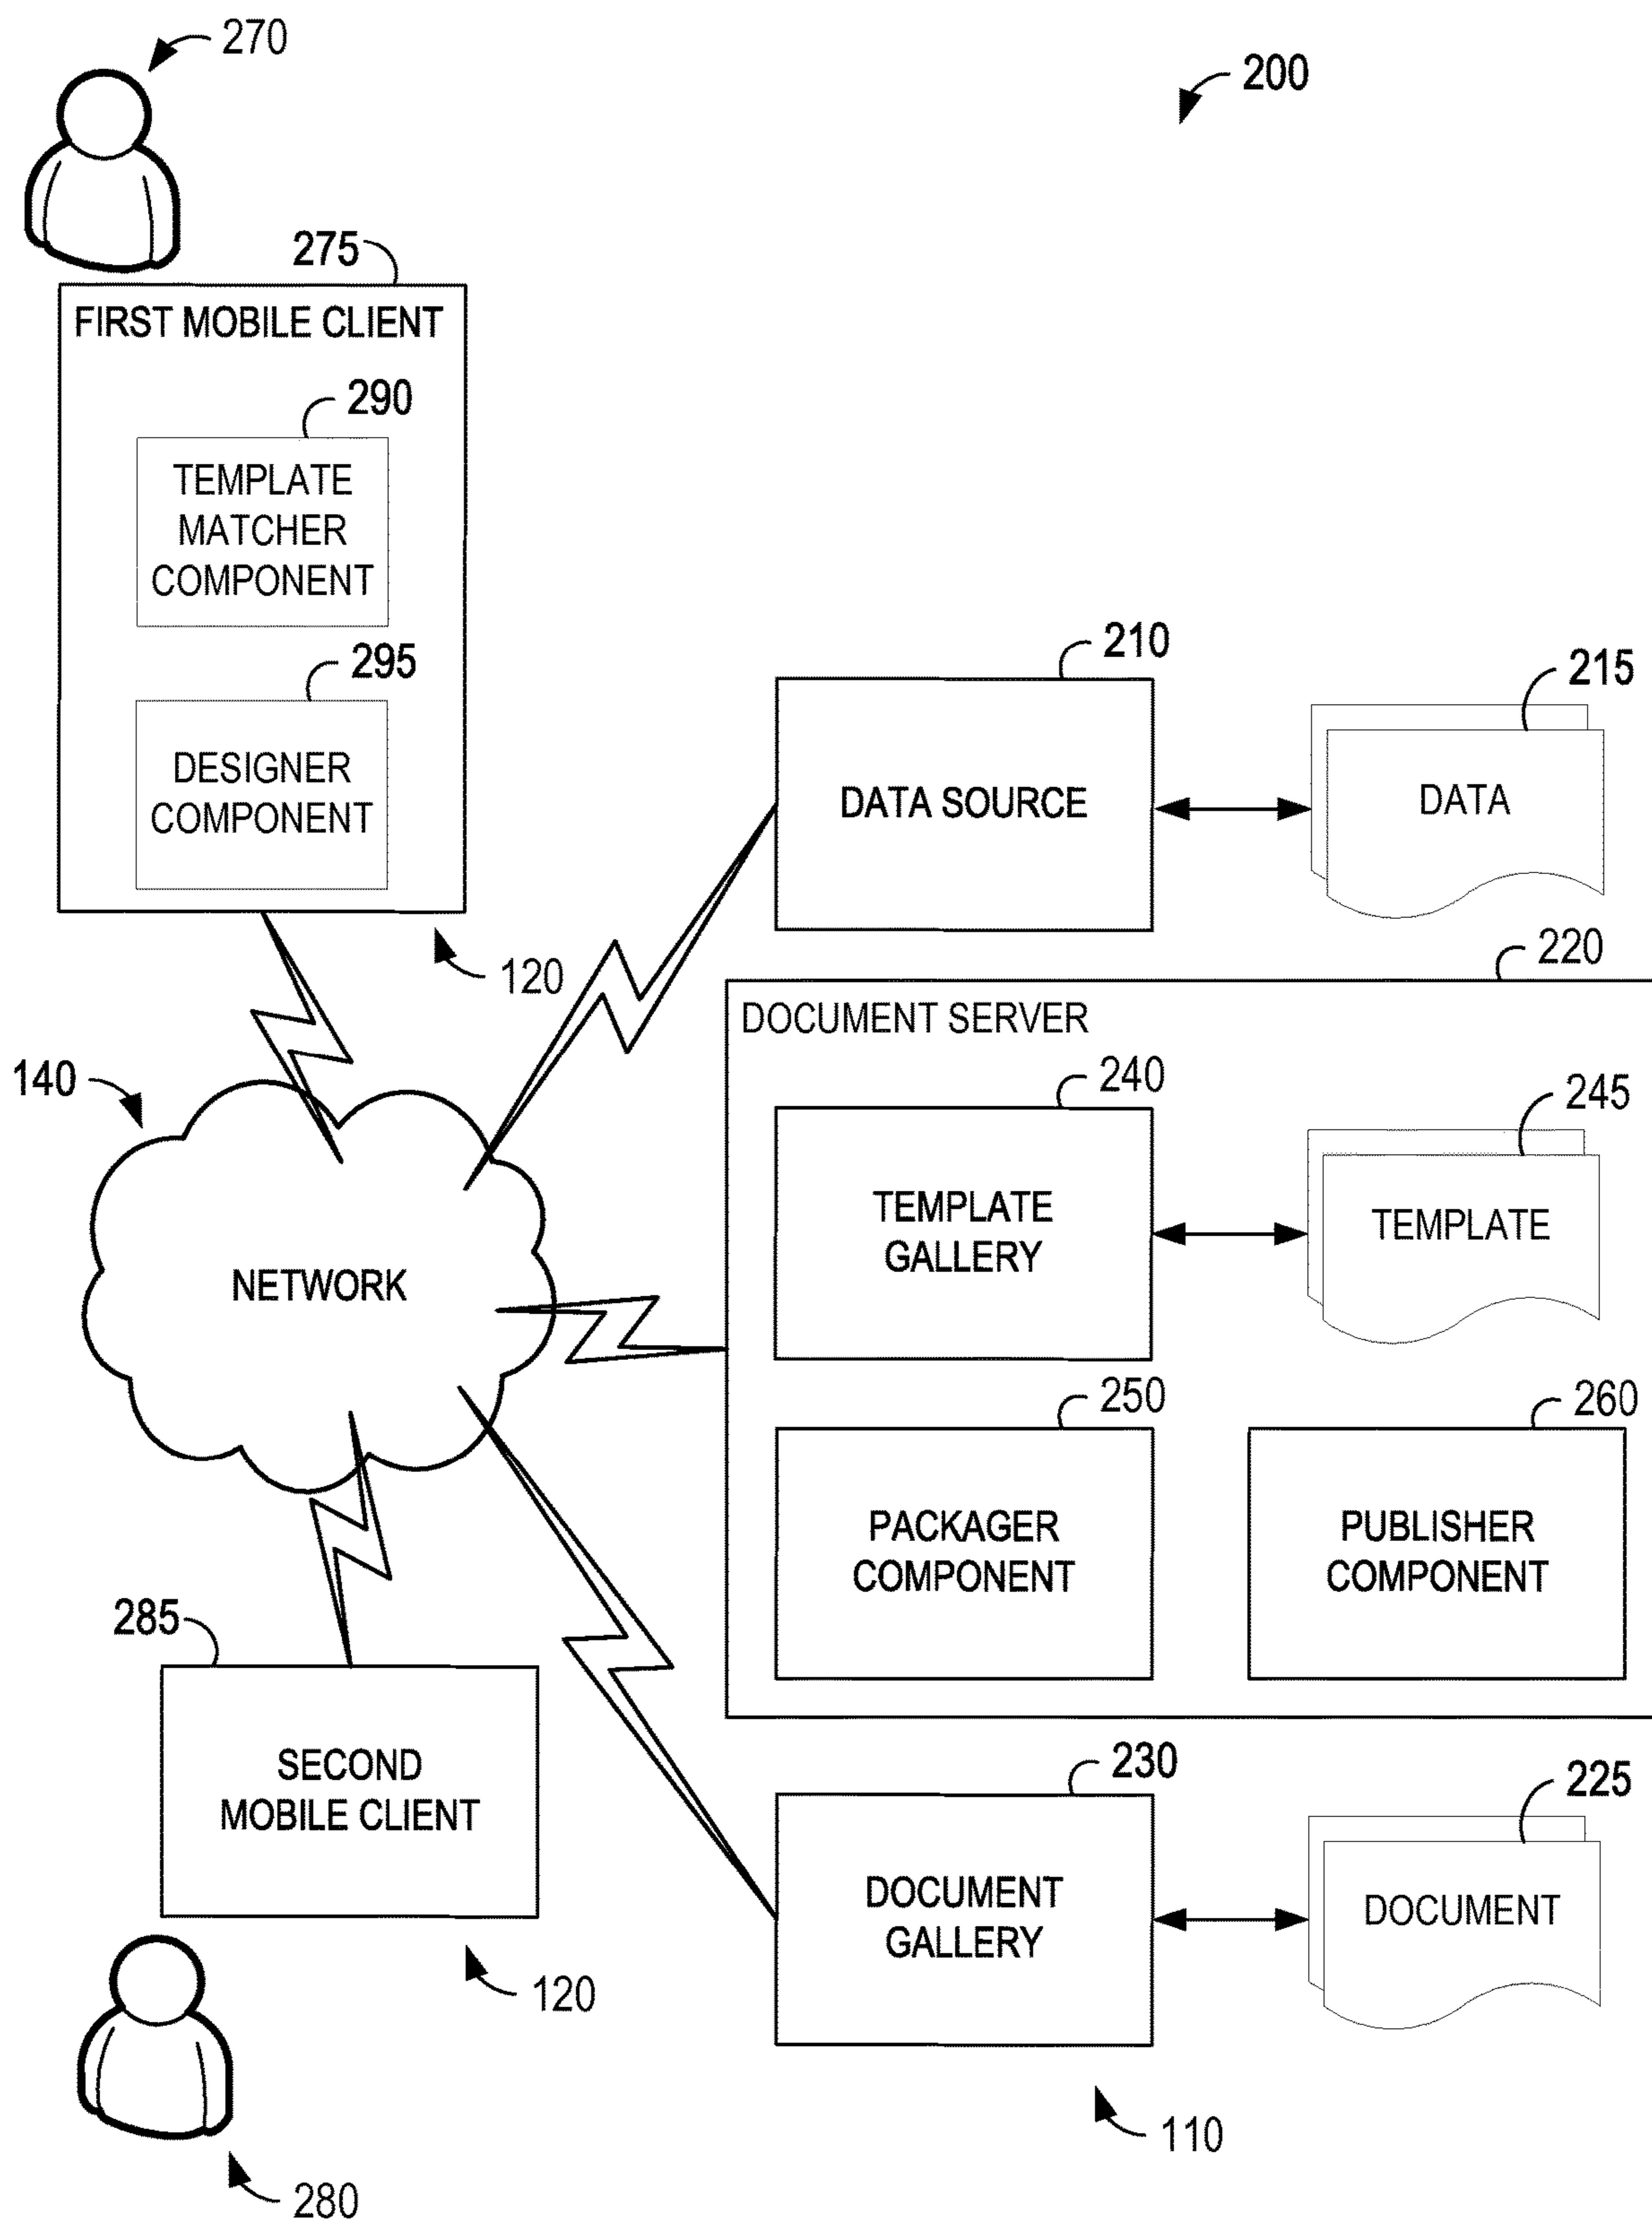 270
200
275
FIRST MOBILE CLIENT
290
TEMPLATE
MATCHER
COMPONENT
295
DESIGNER
COMPONENT
120
210
DATA SOURCE
215
DATA
220
DOCUMENT SERVER
240
TEMPLATE
GALLERY
245
TEMPLATE
140
NETWORK
250
PACKAGER
COMPONENT
260
PUBLISHER
COMPONENT
285
SECOND
MOBILE CLIENT
120
230
DOCUMENT
GALLERY
225
DOCUMENT
110
280